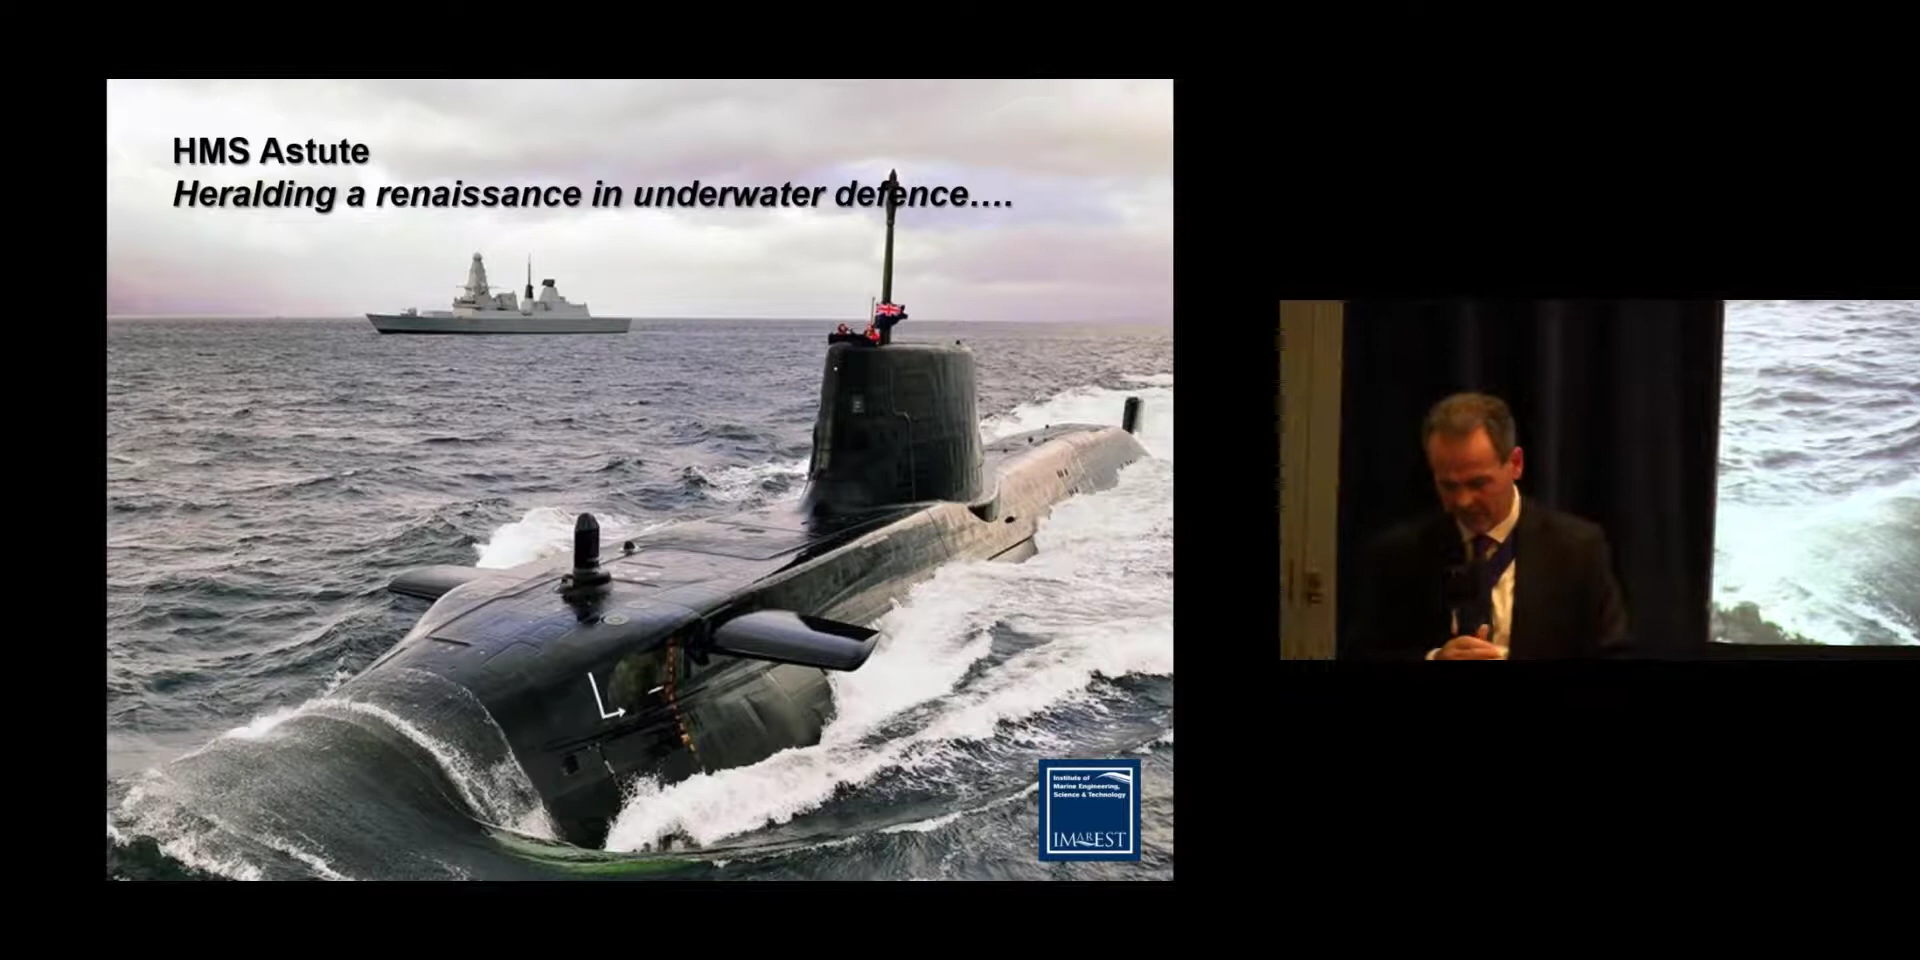 HMS Astute
Heralding a renaissance in underwater defence....
Institute of
Marine Engineering,
Science & Technology
IMarEST